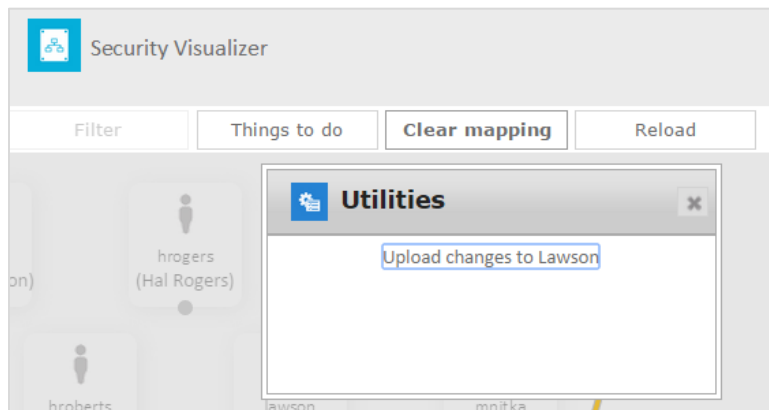 Security Visualizer
Filter
Things to do
Clear mapping
Reload
Utilities
Upload changes to Lawson
hrogers
on)
(Hal Rogers)
hroberts
lawson
mnitka